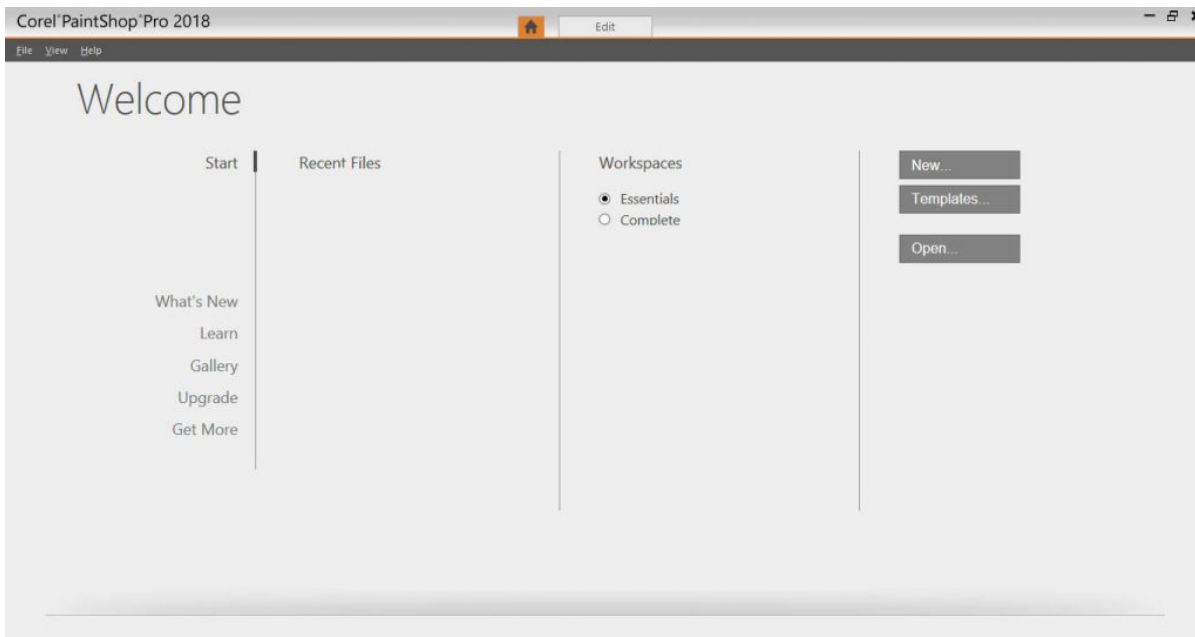 Corel®PaintShop®Pro 2018
Edit
File View Help
Welcome
Start
Recent Files
Workspaces
New...
Essentials
Templates...
Complete
Open...
What's New
Learn
Gallery
Upgrade
Get More